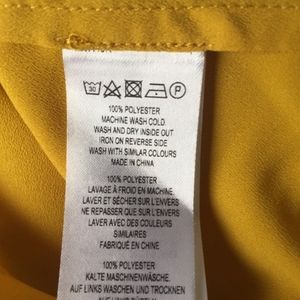 30 P
100% POLYESTER
MACHINE WASH COLD
WASH AND DRY INSIDE OUT
IRON ON REVERSE SIDE
WASH WITH SIMILAR COLOURS
MADE IN CHINA
100% POLYESTER
LAVAGE À FROID EN MACHINE.
LAVER ET SÉCHER SUR L'ENVERS
NE REPASSER QUE SUR L'ENVERS
LAVER AVEC DES COULEURS
SIMILAIRES
FABRIQUÉ EN CHINE
100% POLYESTER
KALTE MASCHINENWÄSCHE.
AUF LINKS WASCHEN UND TROCKNEN